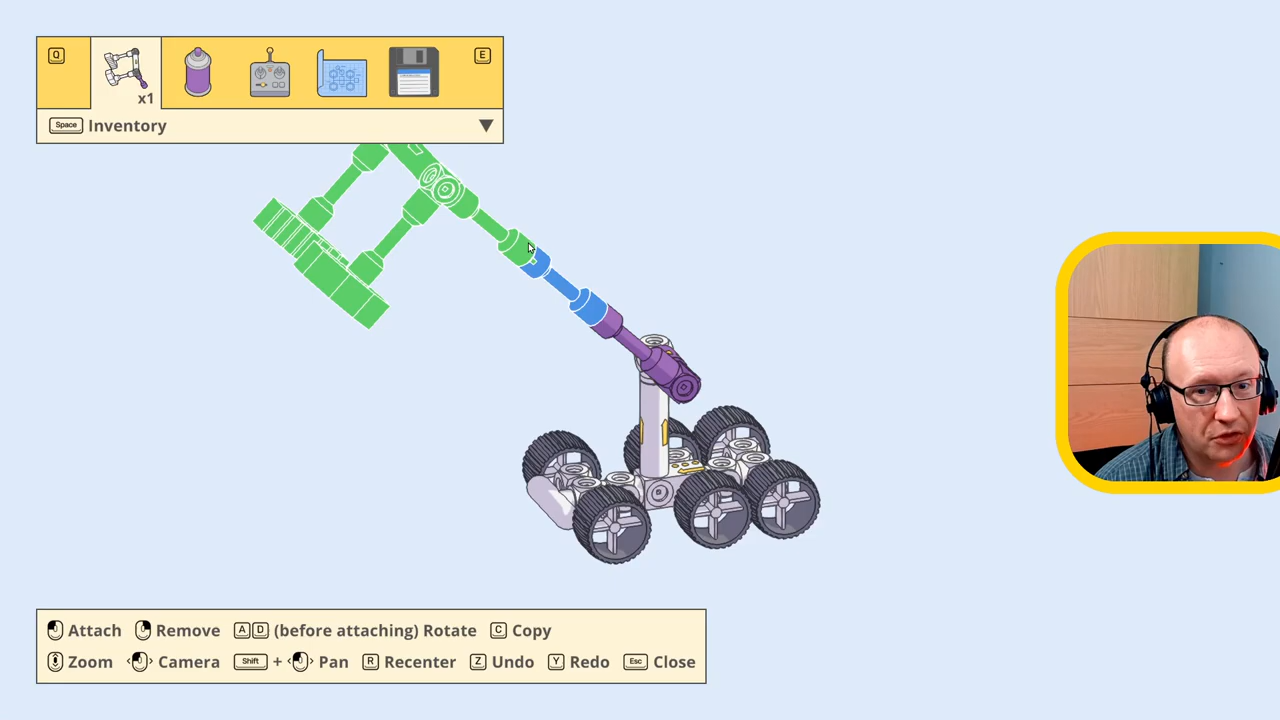 Q
E
x1
Space Inventory
Attach Remove A D (before attaching) Rotate C Copy
Zoom Camera Shift + Pan R Recenter Z Undo Y Redo Esc Close